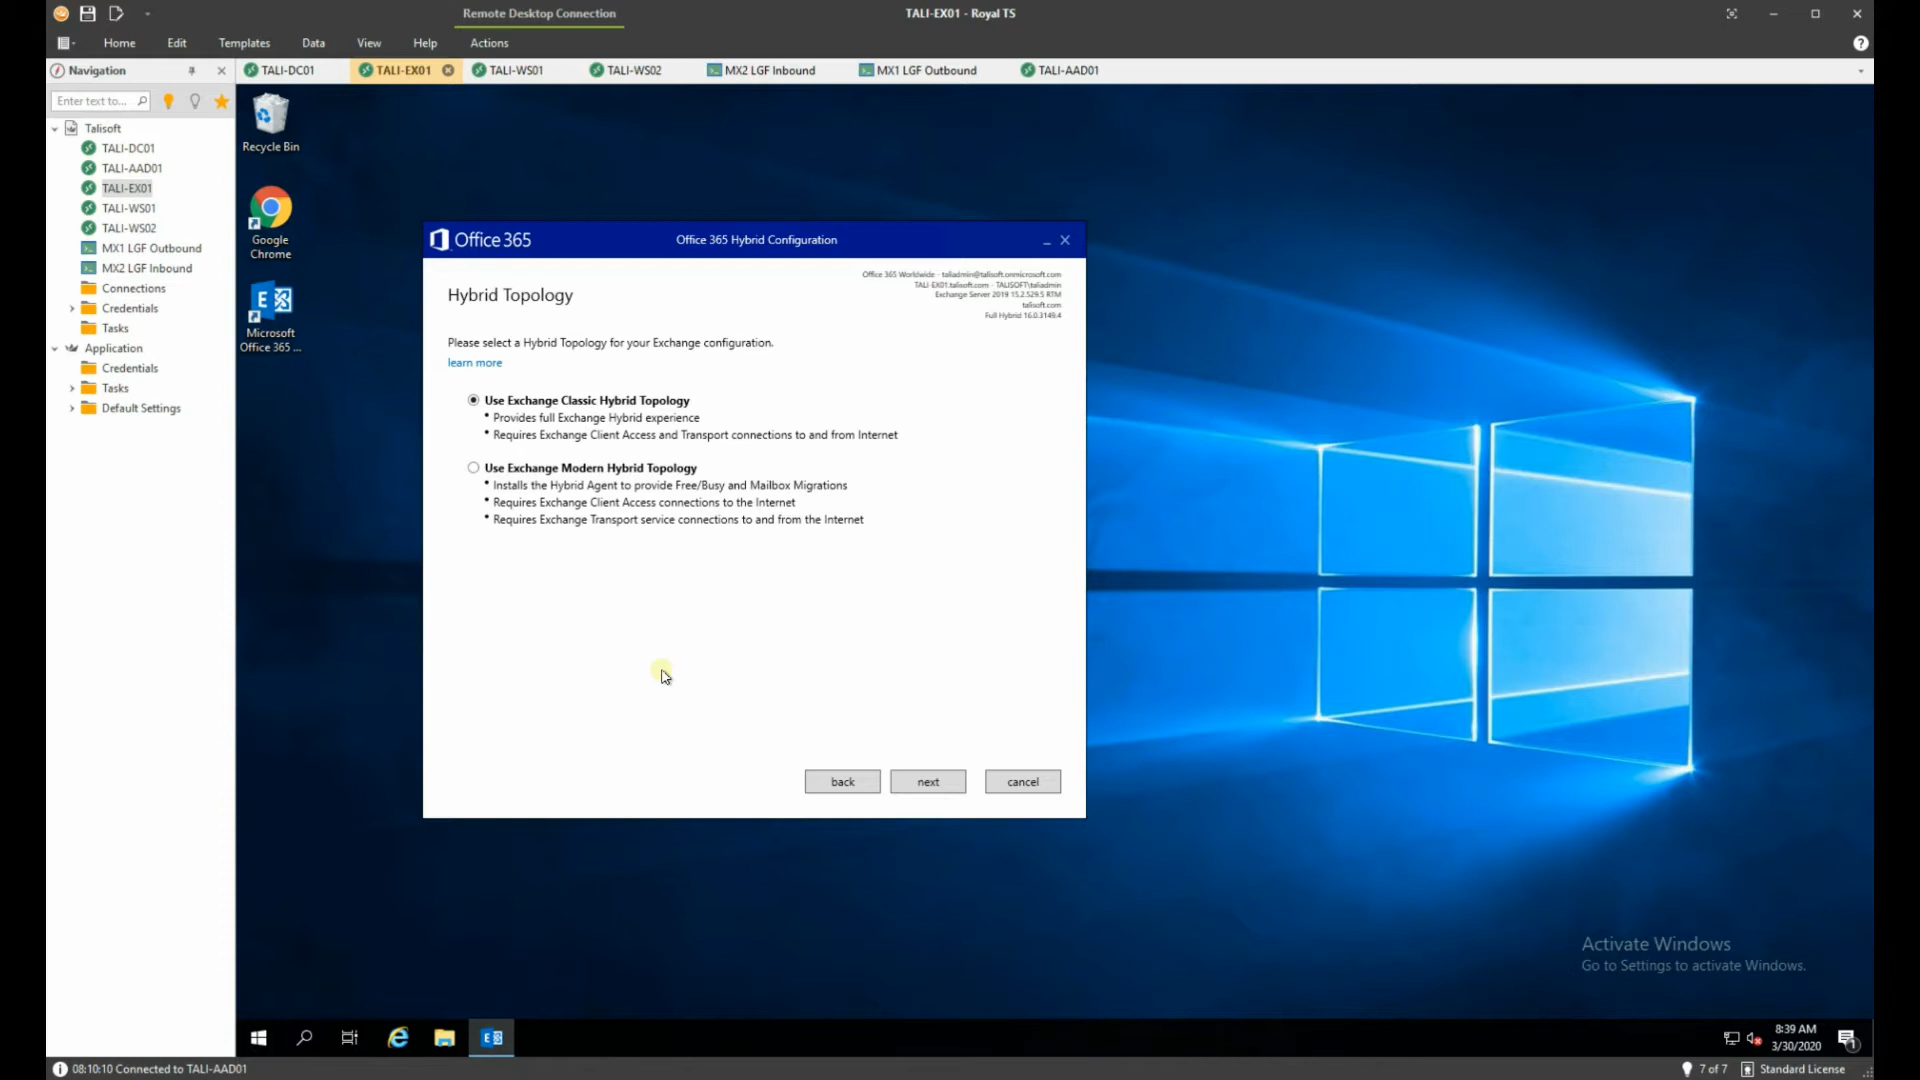 Remote Desktop Connection
TALI-EX01 - Royal TS
Home Edit Templates Data View Help Actions
Navigation
TALI-DC01 TALI-EX01 TALI-WS01 TALI-WS02 MX2 LGF Inbound MX1 LGF Outbound TALI-AAD01
Enter text to...
Talisoft
TALI-DC01
TALI-AAD01
TALI-EX01
TALI-WS01
TALI-WS02
MX1 LGF Outbound
MX2 LGF Inbound
Connections
Credentials
Tasks
Application
Credentials
Tasks
Default Settings
Recycle Bin
Google
Chrome
Microsoft
Office 365 ...
Office 365
Office 365 Hybrid Configuration
Office 365 Worldwide - taliadmin@talisoft.onmicrosoft.com
TALI-EX01.talisoft.com - TALISOFT\taliadmin
Exchange Server 2019 15.2.529.5 RTM
talisoft.com
Full Hybrid 16.0.3149.4
Hybrid Topology
Please select a Hybrid Topology for your Exchange configuration.
learn more
Use Exchange Classic Hybrid Topology
• Provides full Exchange Hybrid experience
• Requires Exchange Client Access and Transport connections to and from Internet
Use Exchange Modern Hybrid Topology
• Installs the Hybrid Agent to provide Free/Busy and Mailbox Migrations
• Requires Exchange Client Access connections to the Internet
• Requires Exchange Transport service connections to and from the Internet
back next cancel
Activate Windows
Go to Settings to activate Windows.
8:39 AM
3/30/2020
1
08:10:10 Connected to TALI-AAD01
7 of 7 Standard License